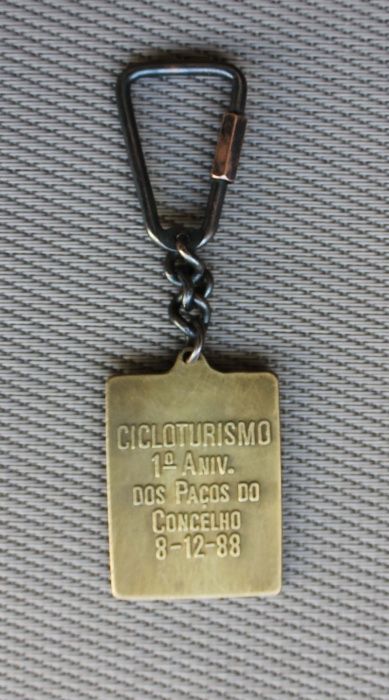 CICLOTURISMO
1º ANIV.
DOS PAÇOS DO
CONCELHO
8-12-88